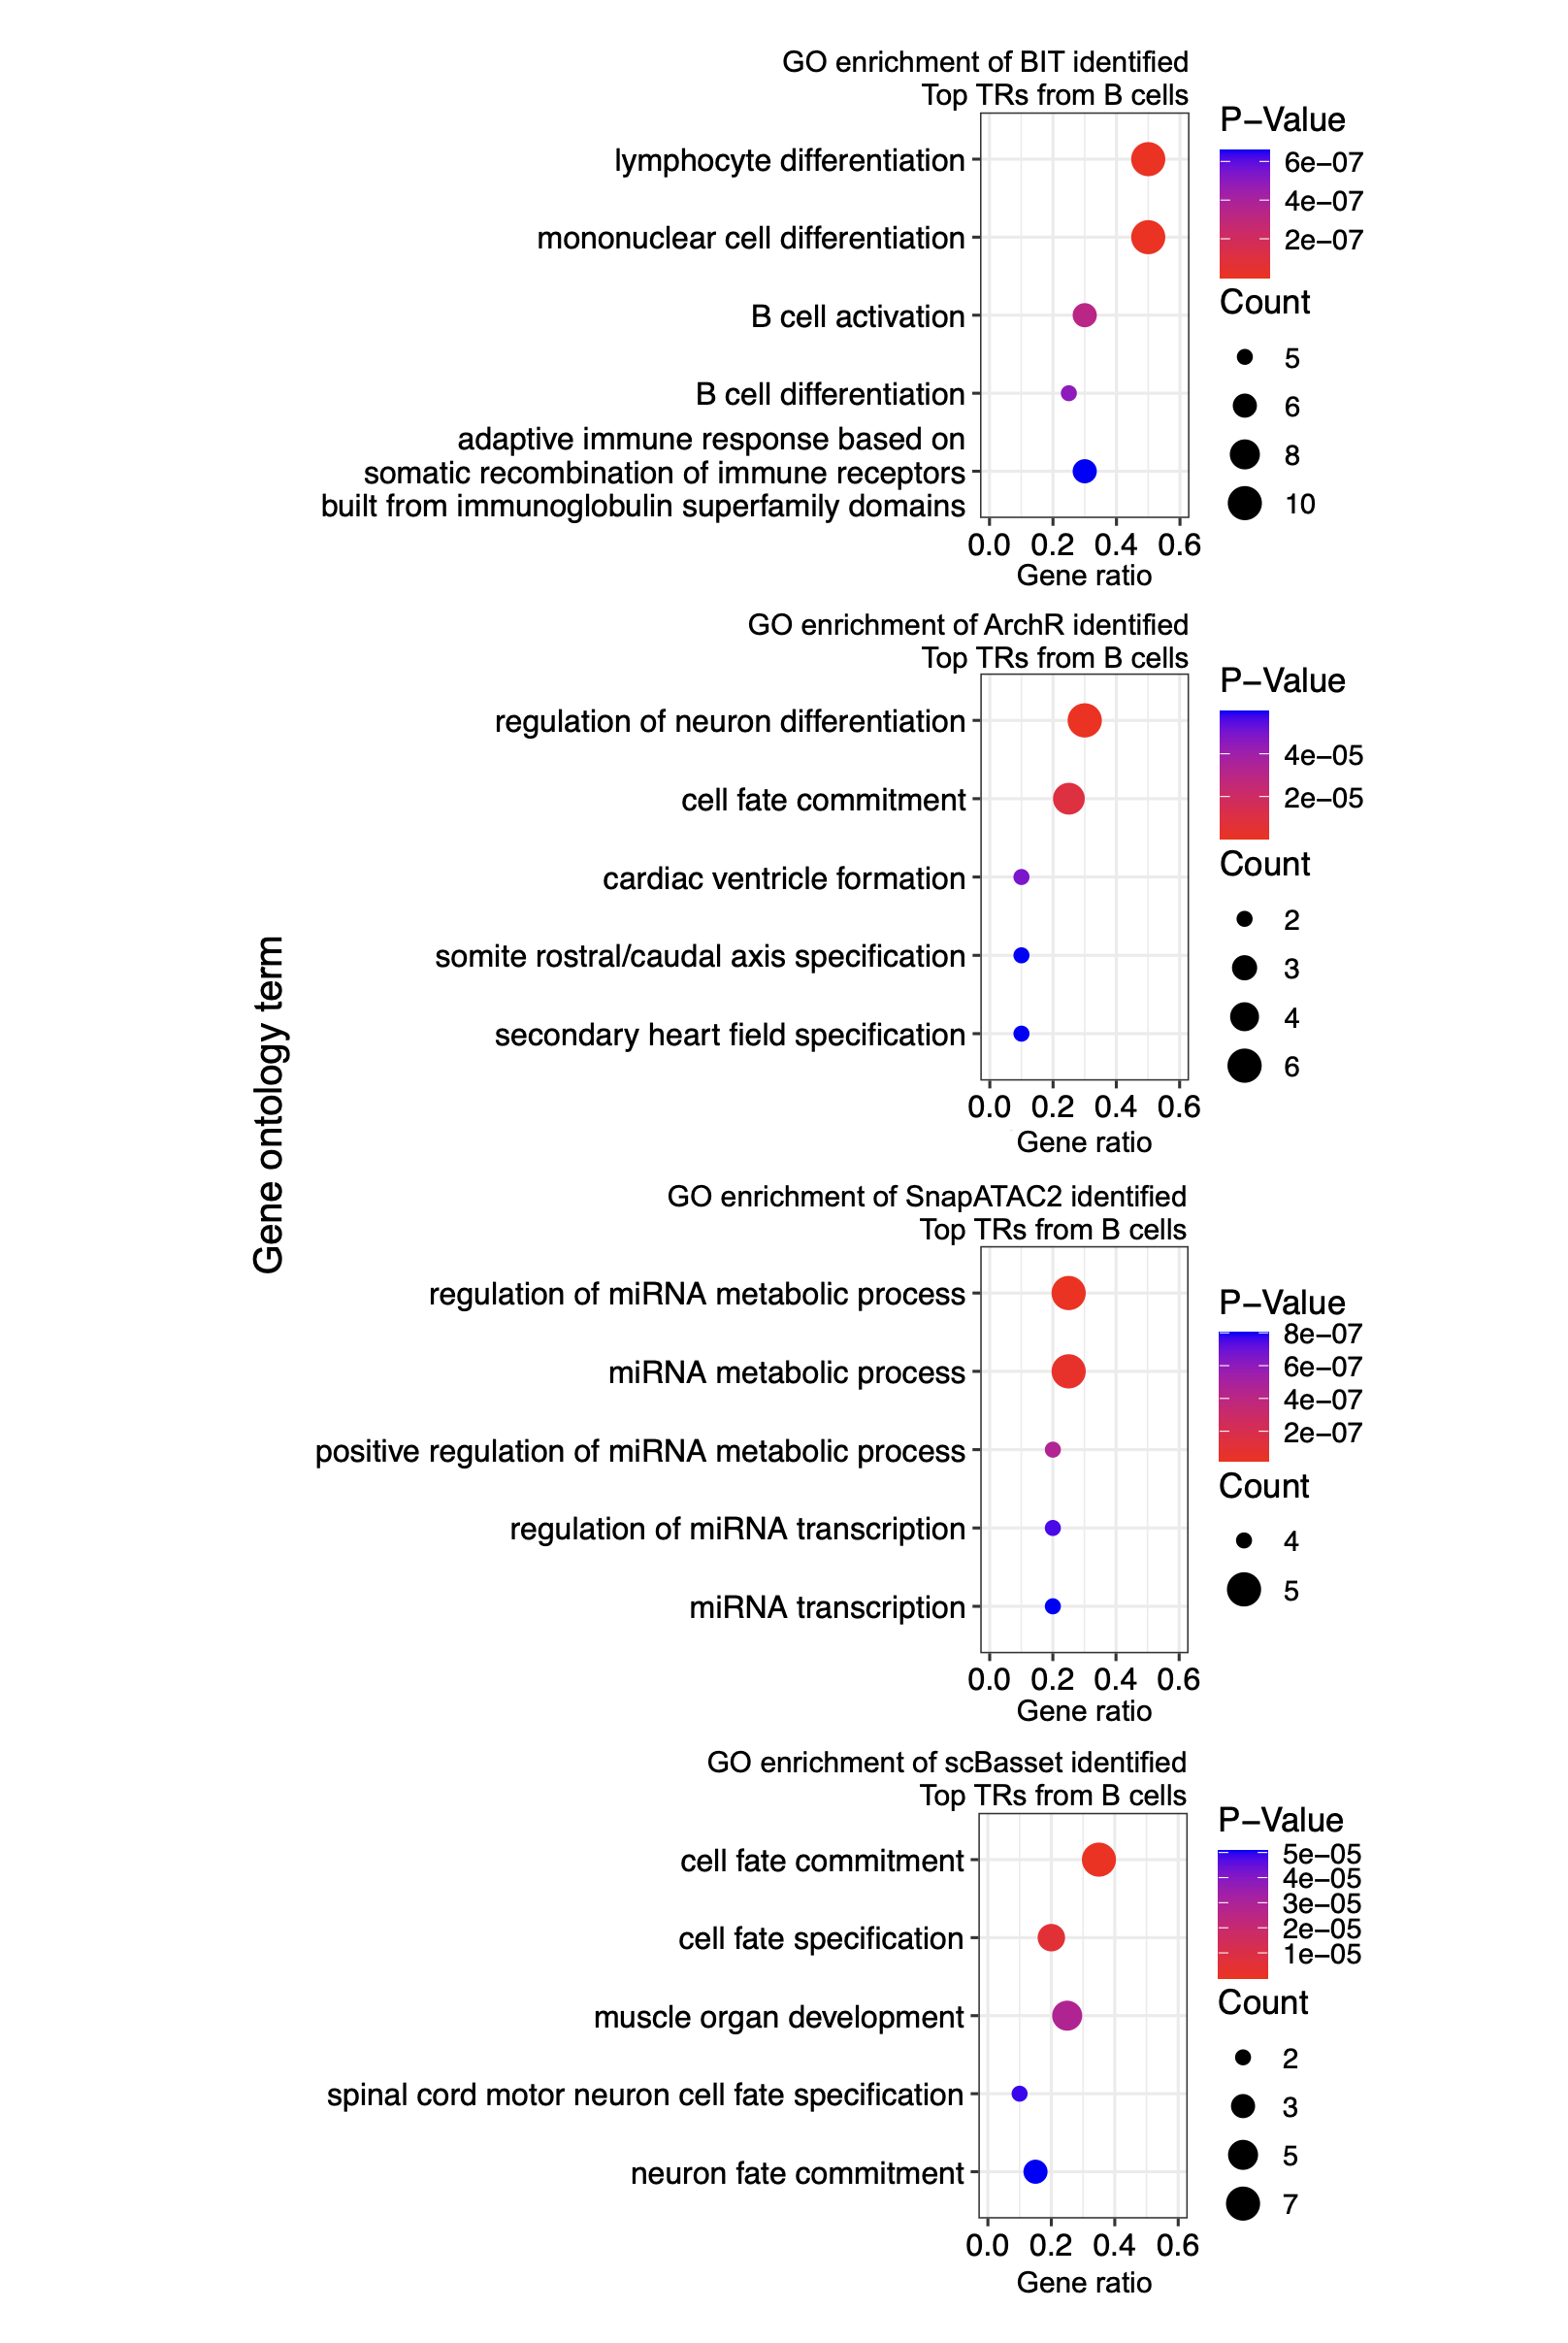 Gene ontology term
GO enrichment of BIT identified
Top TRs from B cells
lymphocyte differentiation
mononuclear cell differentiation
B cell activation
B cell differentiation
adaptive immune response based on
somatic recombination of immune receptors
built from immunoglobulin superfamily domains
0.0 0.2 0.4 0.6
Gene ratio
P-Value
6e-07
4e-07
2e-07
Count
5
6
8
10
GO enrichment of ArchR identified
Top TRs from B cells
regulation of neuron differentiation
cell fate commitment
cardiac ventricle formation
somite rostral/caudal axis specification
secondary heart field specification
0.0 0.2 0.4 0.6
Gene ratio
P-Value
4e-05
2e-05
Count
2
3
4
6
GO enrichment of SnapATAC2 identified
Top TRs from B cells
regulation of miRNA metabolic process
miRNA metabolic process
positive regulation of miRNA metabolic process
regulation of miRNA transcription
miRNA transcription
0.0 0.2 0.4 0.6
Gene ratio
P-Value
8e-07
6e-07
4e-07
2e-07
Count
4
5
GO enrichment of scBasset identified
Top TRs from B cells
cell fate commitment
cell fate specification
muscle organ development
spinal cord motor neuron cell fate specification
neuron fate commitment
0.0 0.2 0.4 0.6
Gene ratio
P-Value
5e-05
4e-05
3e-05
2e-05
1e-05
Count
2
3
5
7